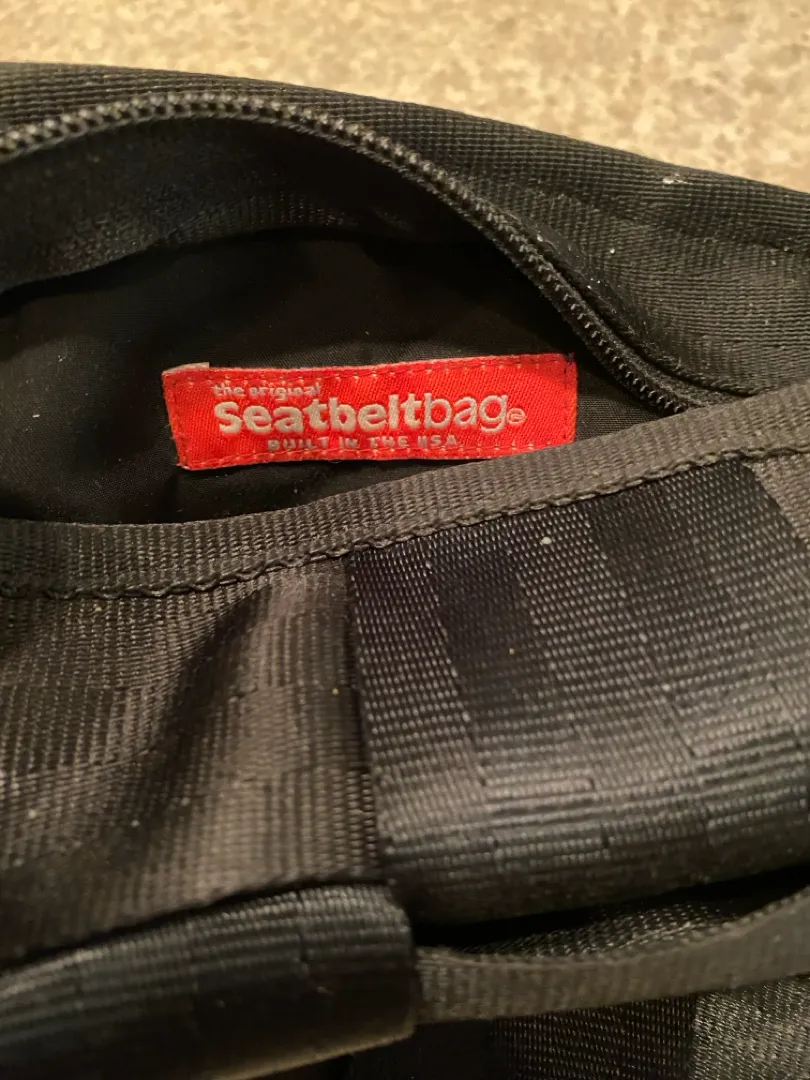 the original
seatbeltbag®
BUILT IN THE USA